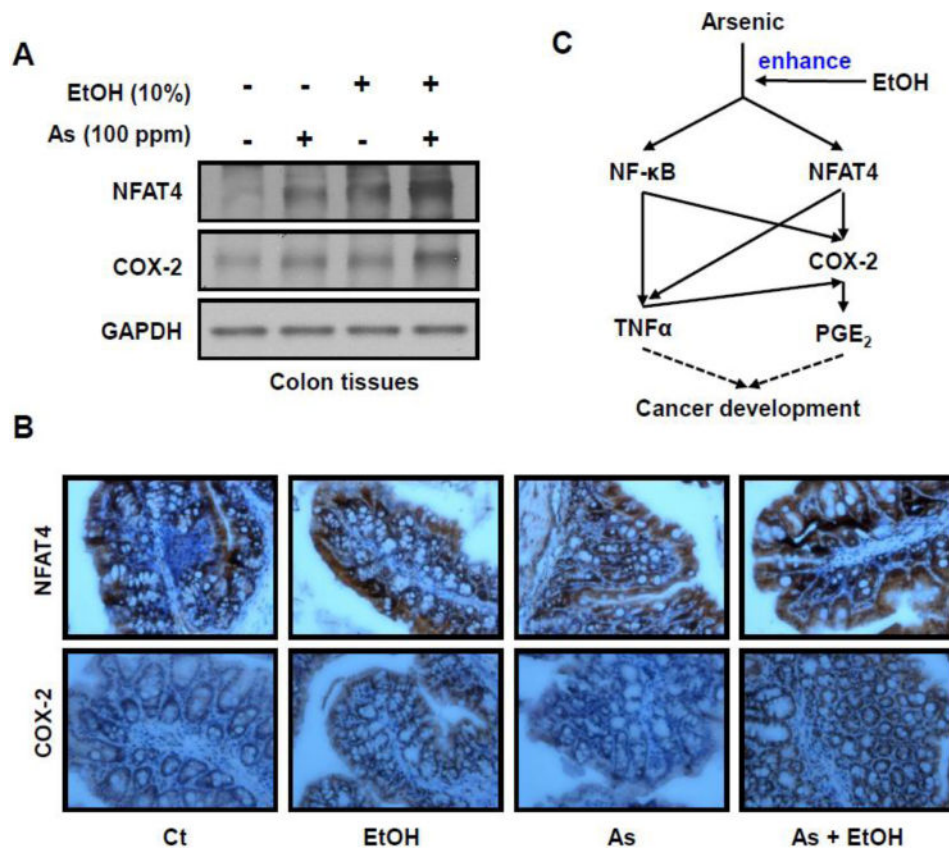 A
EtOH (10%) - - + +
As (100 ppm) - + - +
NFAT4
COX-2
GAPDH
Colon tissues
C
Arsenic
enhance
EtOH
NF-κB NFAT4
COX-2
TNFα PGE₂
Cancer development
B
NFAT4
COX-2
Ct EtOH As As + EtOH